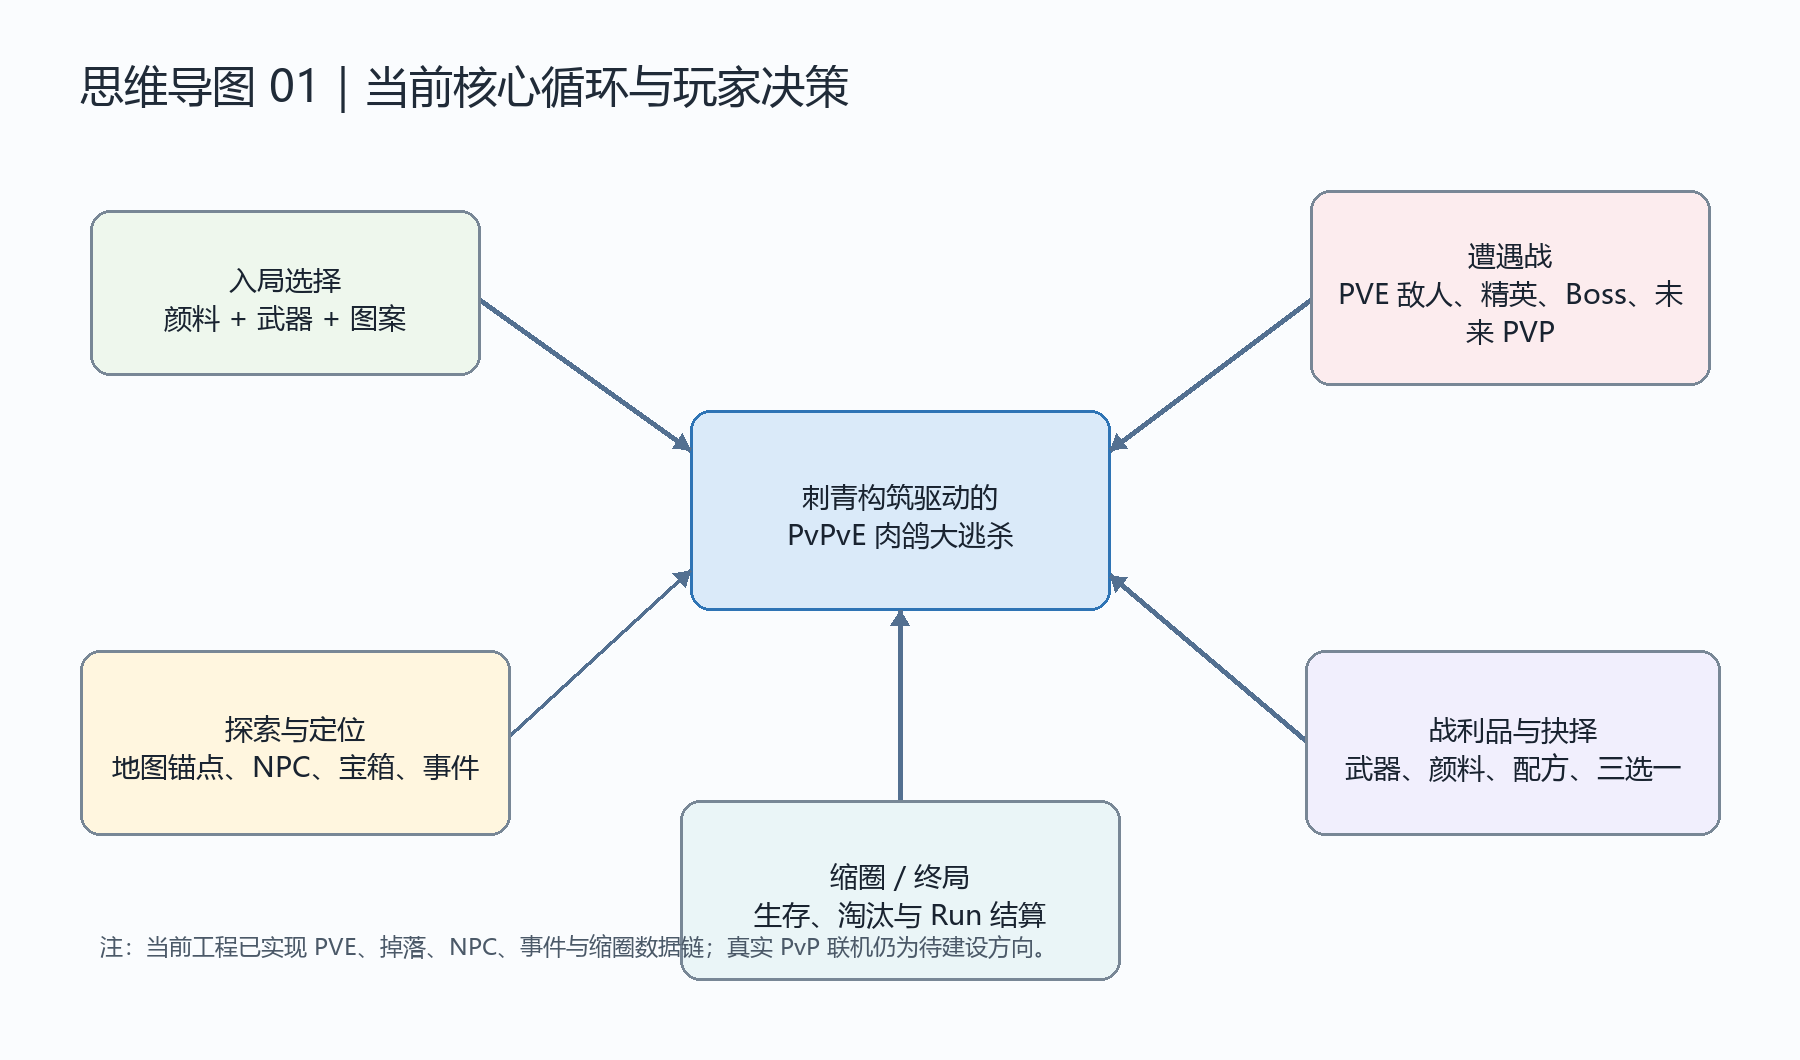 思维导图 01 | 当前核心循环与玩家决策
入局选择
颜料 + 武器 + 图案
遭遇战
PVE 敌人、精英、Boss、未
来 PVP
刺青构筑驱动的
PvPvE 肉鸽大逃杀
探索与定位
地图锚点、NPC、宝箱、事件
战利品与抉择
武器、颜料、配方、三选一
缩圈 / 终局
生存、淘汰与 Run 结算
注：当前工程已实现 PVE、掉落、NPC、事件与缩圈数据链；真实 PvP 联机仍为待建设方向。